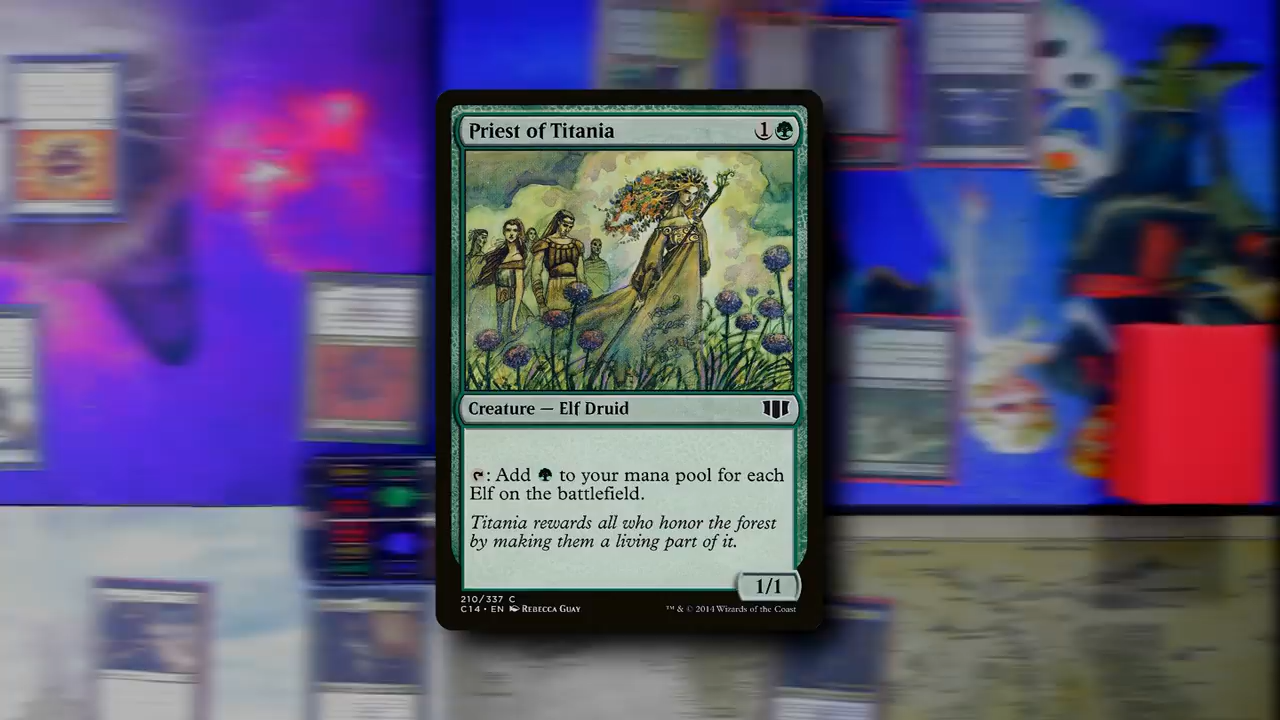 Priest of Titania 1
Creature — Elf Druid
: Add to your mana pool for each
Elf on the battlefield.
Titania rewards all who honor the forest
by making them a living part of it.
1/1
210/337 C
C14 • EN Rebecca Guay
™ & © 2014 Wizards of the Coast